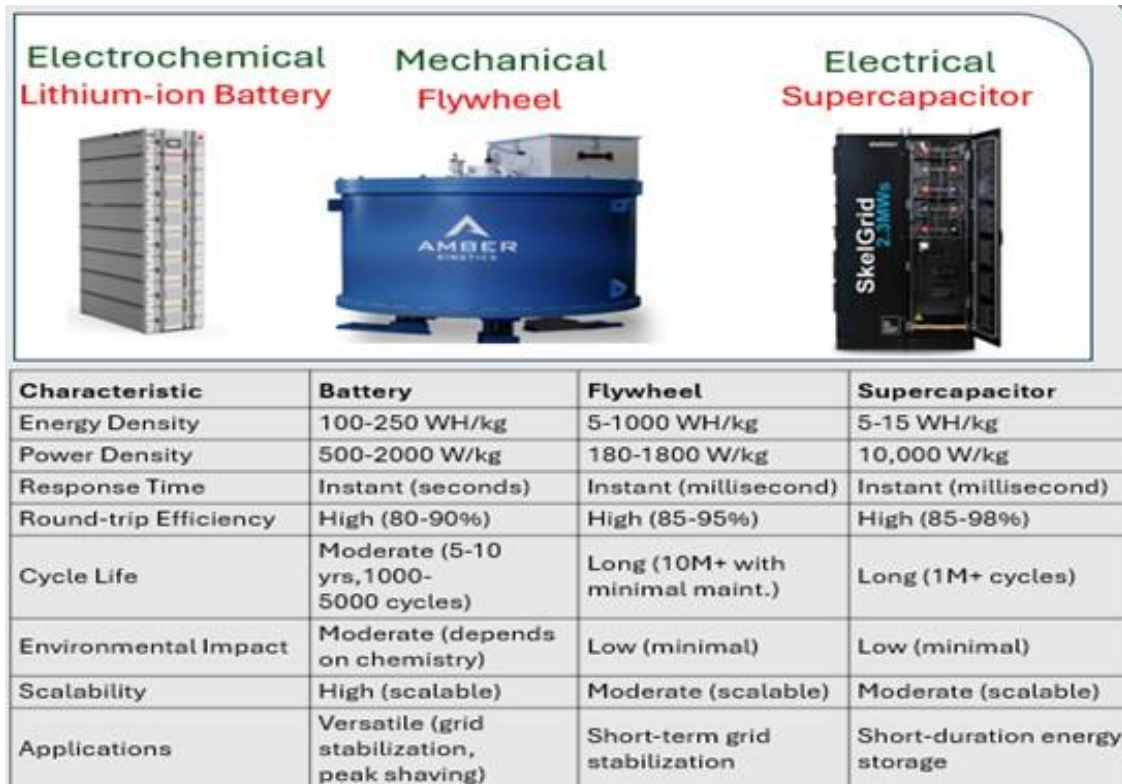 Electrochemical
Lithium-ion Battery
Mechanical
Flywheel
Electrical
Supercapacitor
AMBER
KINETICS
SkelGrid
2.3MWs
Characteristic Battery Flywheel Supercapacitor
Energy Density 100-250 WH/kg 5-1000 WH/kg 5-15 WH/kg
Power Density 500-2000 W/kg 180-1800 W/kg 10,000 W/kg
Response Time Instant (seconds) Instant (millisecond) Instant (millisecond)
Round-trip Efficiency High (80-90%) High (85-95%) High (85-98%)
Cycle Life
Moderate (5-10
yrs,1000-
5000 cycles)
Long (10M+ with
minimal maint.)
Long (1M+ cycles)
Environmental Impact
Moderate (depends
on chemistry)
Low (minimal)
Low (minimal)
Scalability High (scalable) Moderate (scalable) Moderate (scalable)
Applications
Versatile (grid
stabilization,
peak shaving)
Short-term grid
stabilization
Short-duration energy
storage